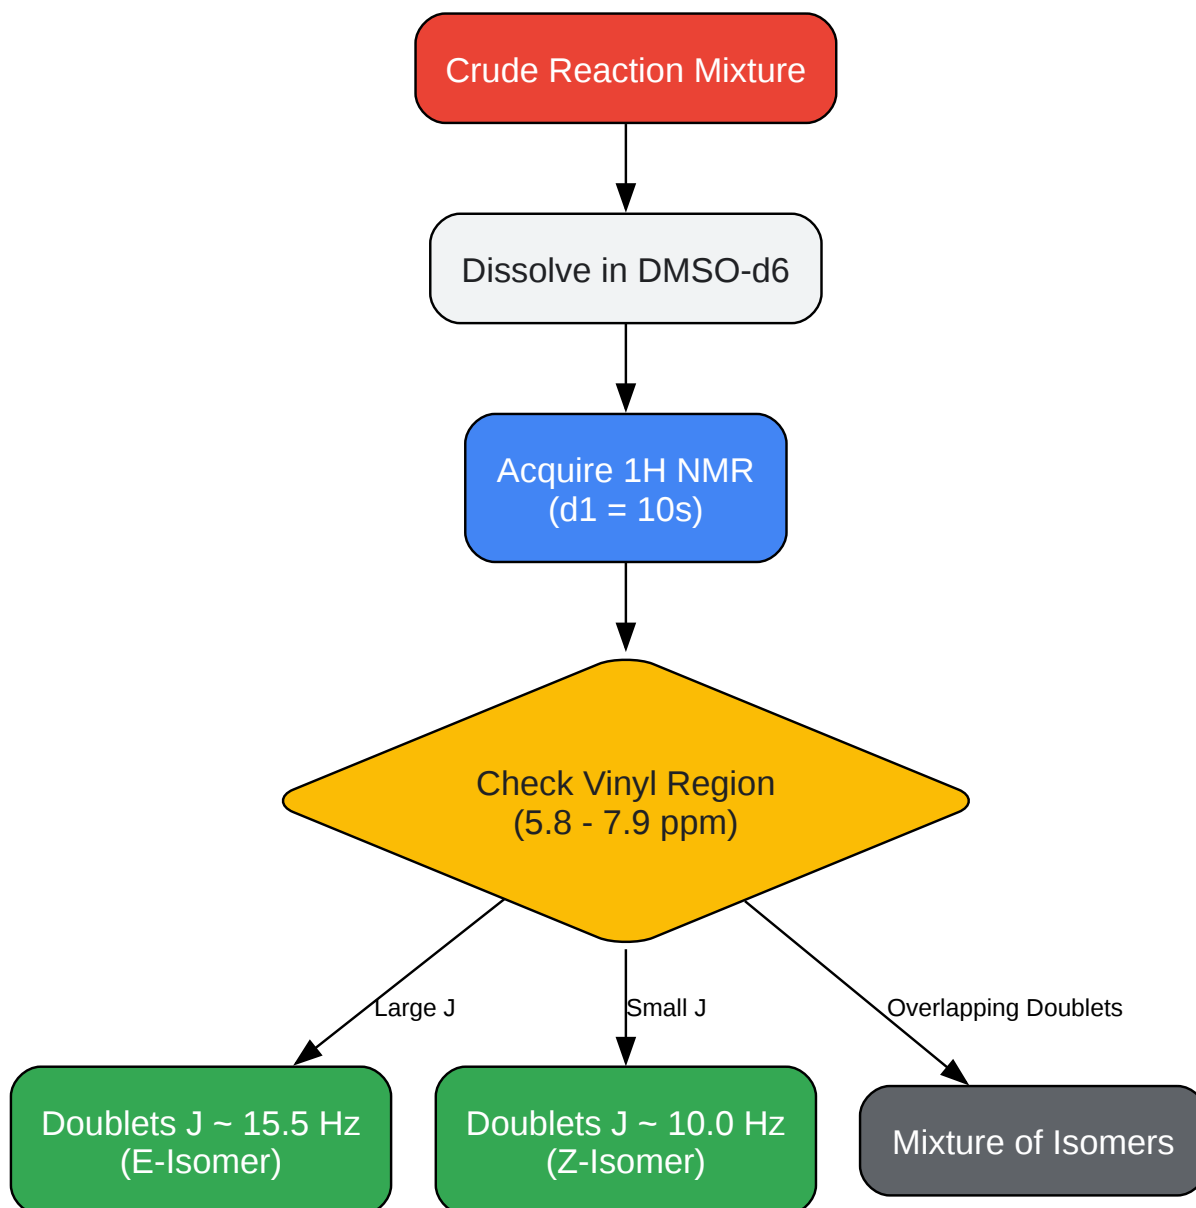 Crude Reaction Mixture
Dissolve in DMSO-d6
Acquire 1H NMR
(d1 = 10s)
Check Vinyl Region
(5.8 - 7.9 ppm)
Large J
Small J
Overlapping Doublets
Doublets J ~ 15.5 Hz
(E-Isomer)
Doublets J ~ 10.0 Hz
(Z-Isomer)
Mixture of Isomers